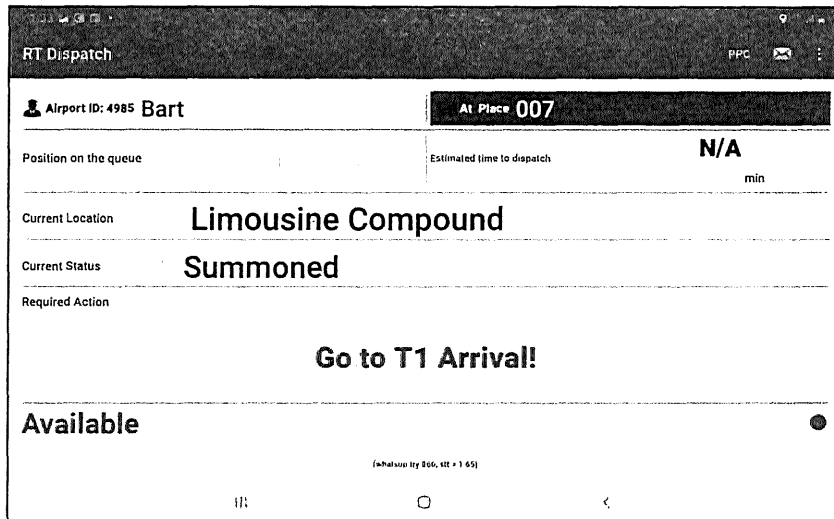 RT Dispatch
PPC
Airport ID: 4985 Bart
At Place 007
Position on the queue
Estimated time to dispatch N/A
min
Current Location Limousine Compound
Current Status Summoned
Required Action
Go to T1 Arrival!
Available